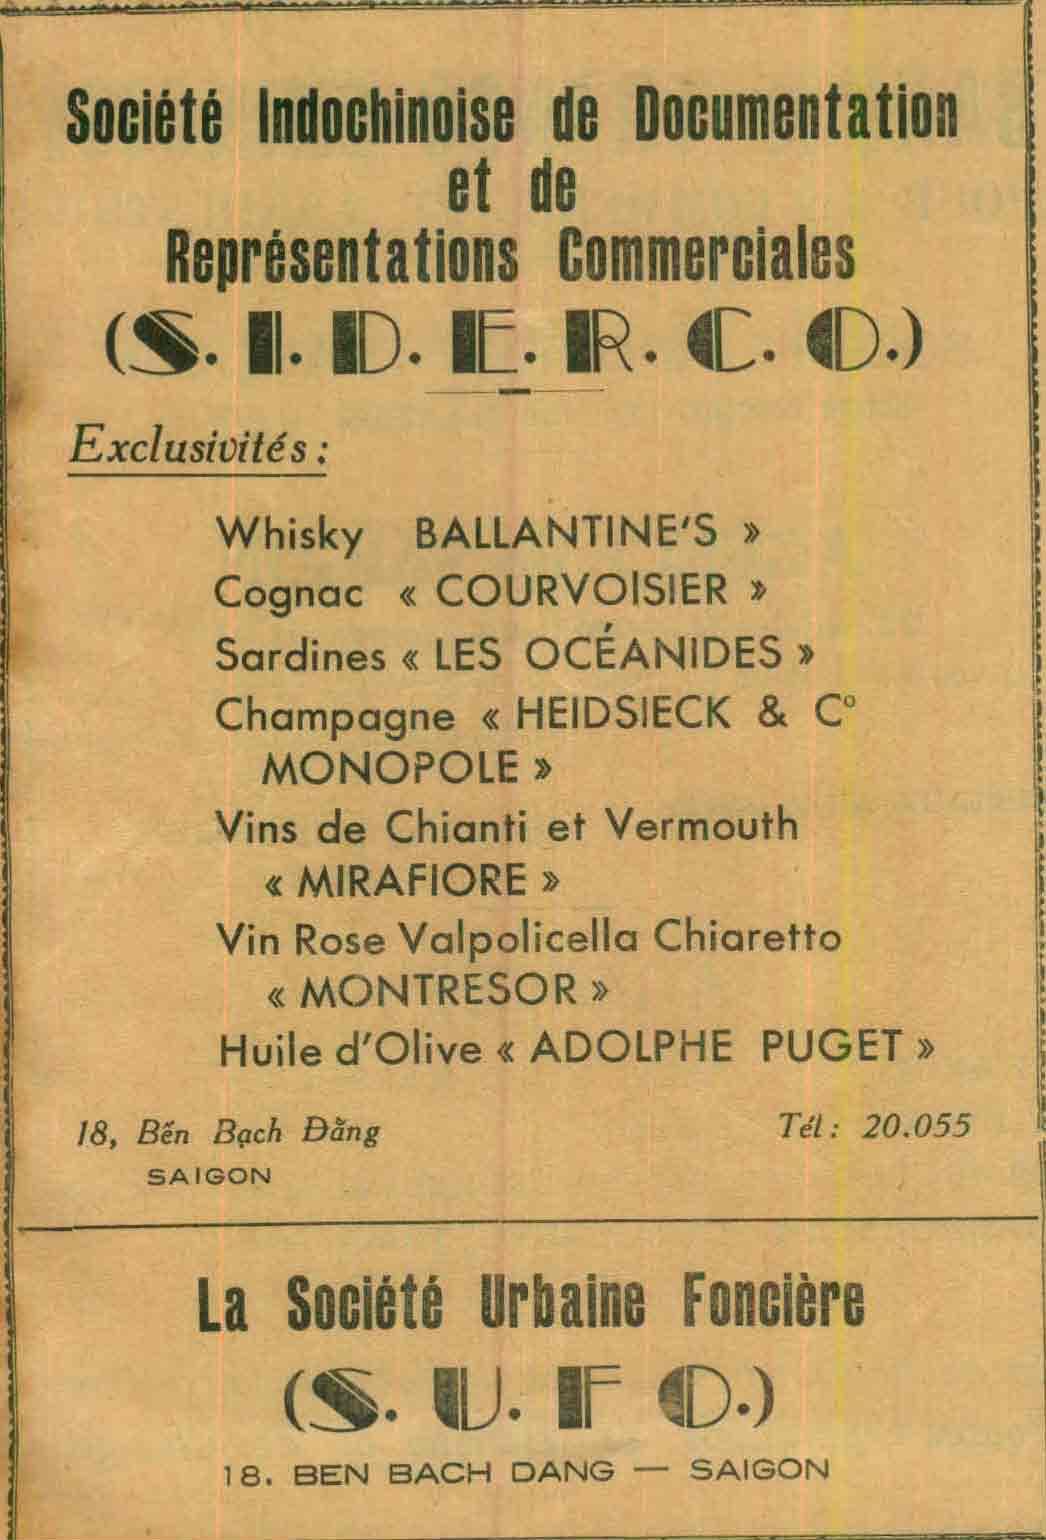 Société Indochinoise de Documentation
et de
Représentations Commerciales
(S. I. D. E. R. C. O.)
Exclusivités :
Whisky BALLANTINE'S »
Cognac « COURVOISIER »
Sardines « LES OCÉANIDES »
Champagne « HEIDSIECK & Cº
MONOPOLE »
Vins de Chianti et Vermouth
« MIRAFIORE »
Vin Rose Valpolicella Chiaretto
« MONTRESOR »
Huile d'Olive « ADOLPHE PUGET »
18, Bến Bạch Đằng Tél : 20.055
SAIGON
La Société Urbaine Foncière
(S. U. F O.)
18. BEN BACH DANG — SAIGON